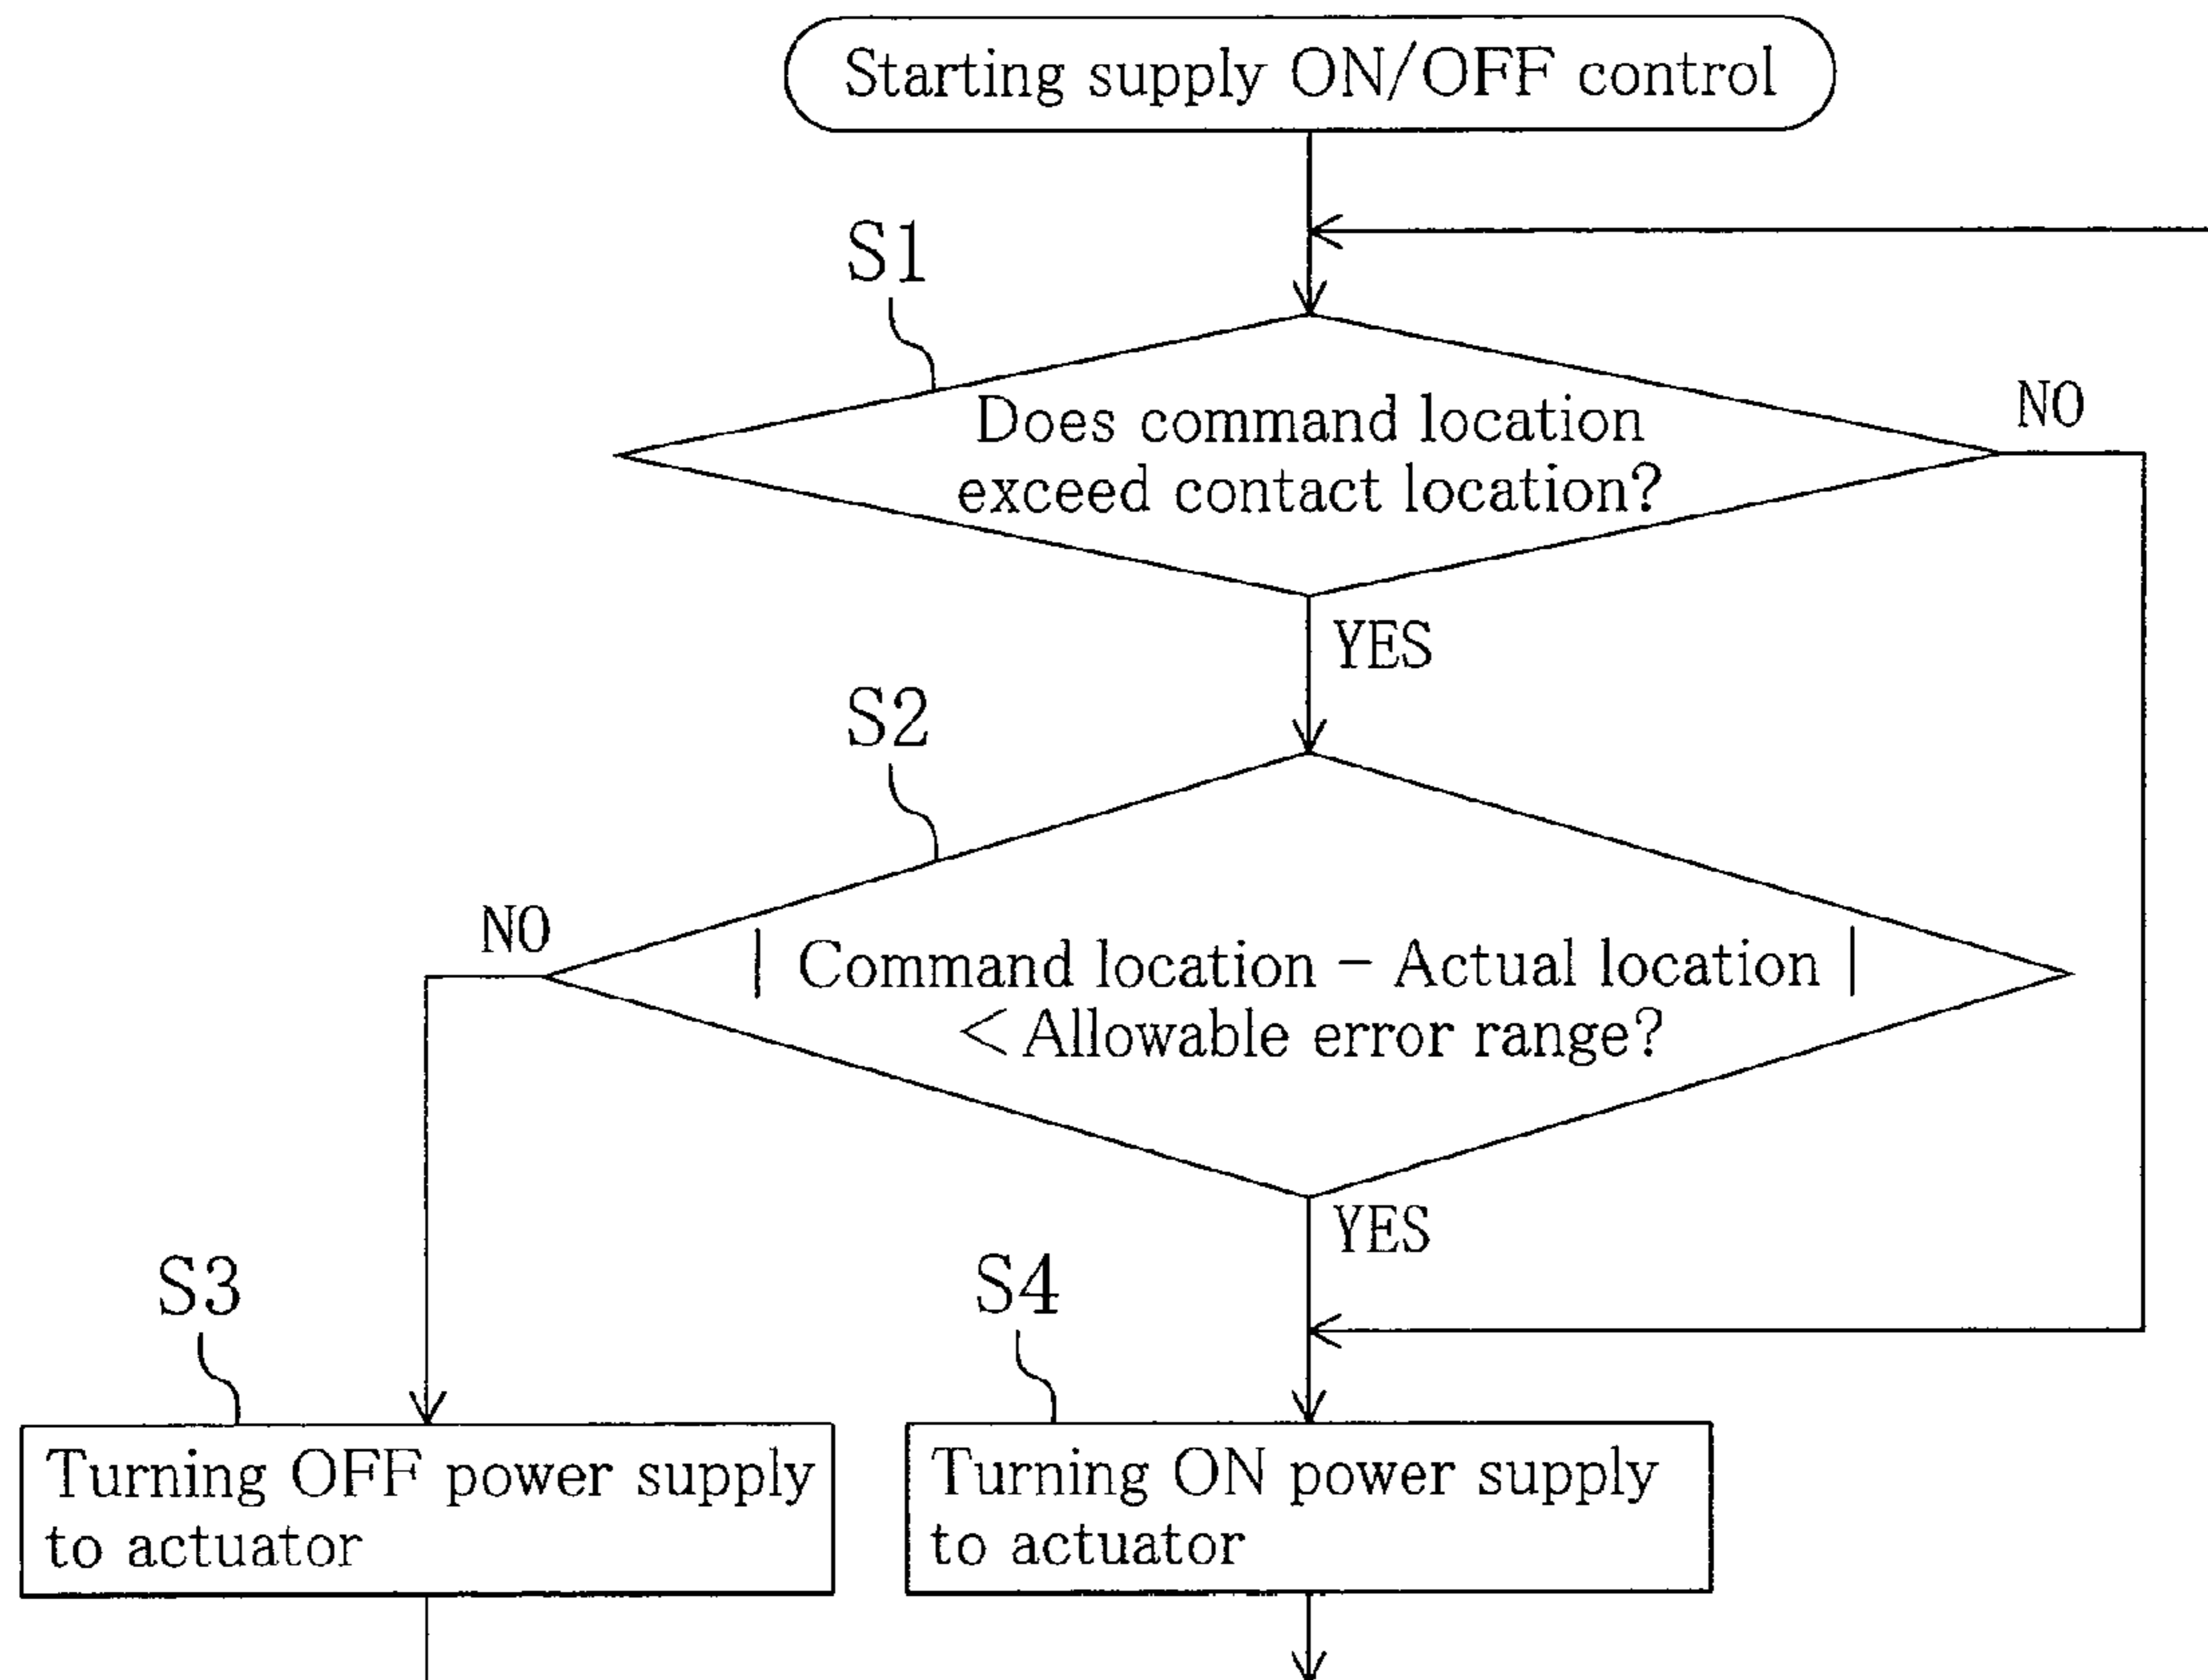 Starting supply ON/OFF control
S1
Does command location
exceed contact location?
NO
YES
S2
NO
| Command location − Actual location |
< Allowable error range?
YES
S3
S4
Turning OFF power supply
to actuator
Turning ON power supply
to actuator